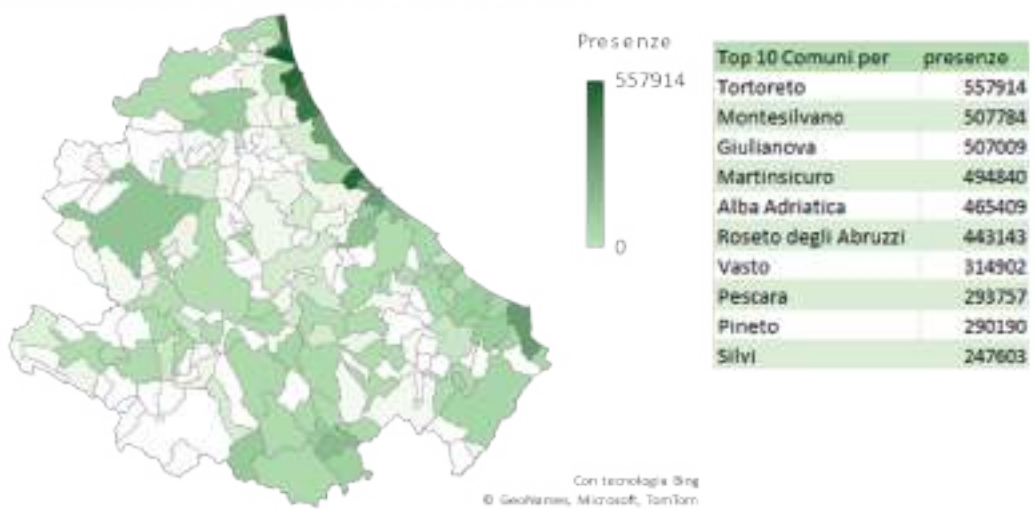 Presenze
557914
0
Top 10 Comuni per presenze
Tortoreto 557914
Montesilvano 507784
Giulianova 507009
Martinsicuro 494840
Alba Adriatica 465409
Roseto degli Abruzzi 443143
Vasto 314902
Pescara 293757
Pineto 290190
Silvi 247603
Con tecnologia Bing
© GeoNames, Microsoft, TomTom